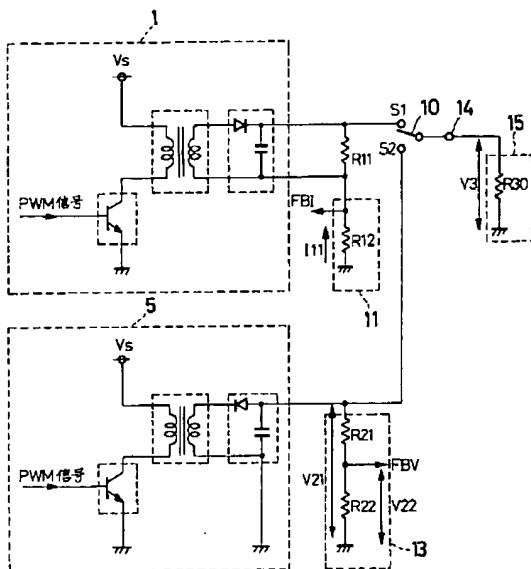 1
Vs
PWM信号
S1
10
14
15
S2
R11
V3
R30
FBI
I11
R12
11
5
Vs
PWM信号
R21
V21
FBV
R22
V22
13